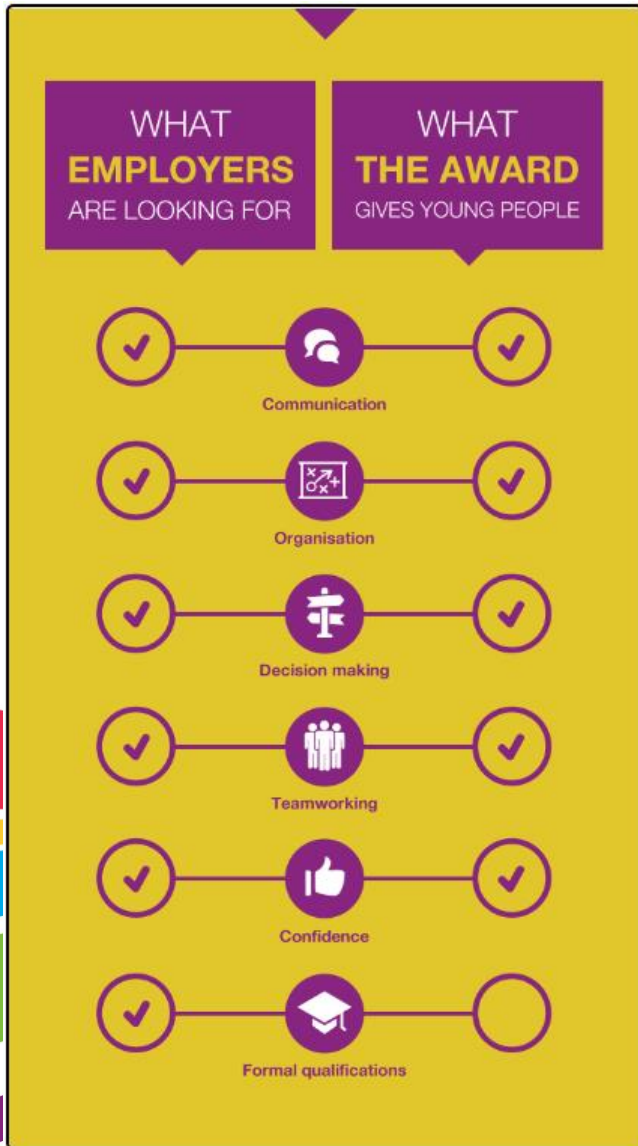 WHAT
EMPLOYERS
ARE LOOKING FOR
WHAT
THE AWARD
GIVES YOUNG PEOPLE
Communication
Organisation
Decision making
Teamworking
Confidence
Formal qualifications